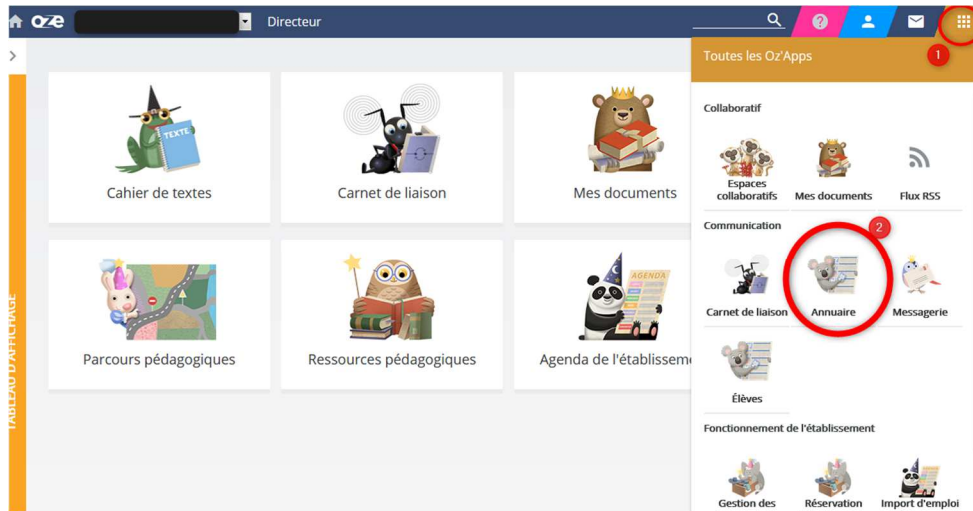 oze
Directeur
?
1
Toutes les Oz'Apps
TEXTE
Cahier de textes
Carnet de liaison
Mes documents
AGENDA
Parcours pédagogiques
Ressources pédagogiques
Agenda de l'établisseme
TABLEAU D'AFFICHAGE
Collaboratif
Espaces
collaboratifs
Mes documents
Flux RSS
Communication
2
Carnet de liaison
Annuaire
Messagerie
Élèves
Fonctionnement de l'établissement
Gestion des
Réservation
Import d'emploi